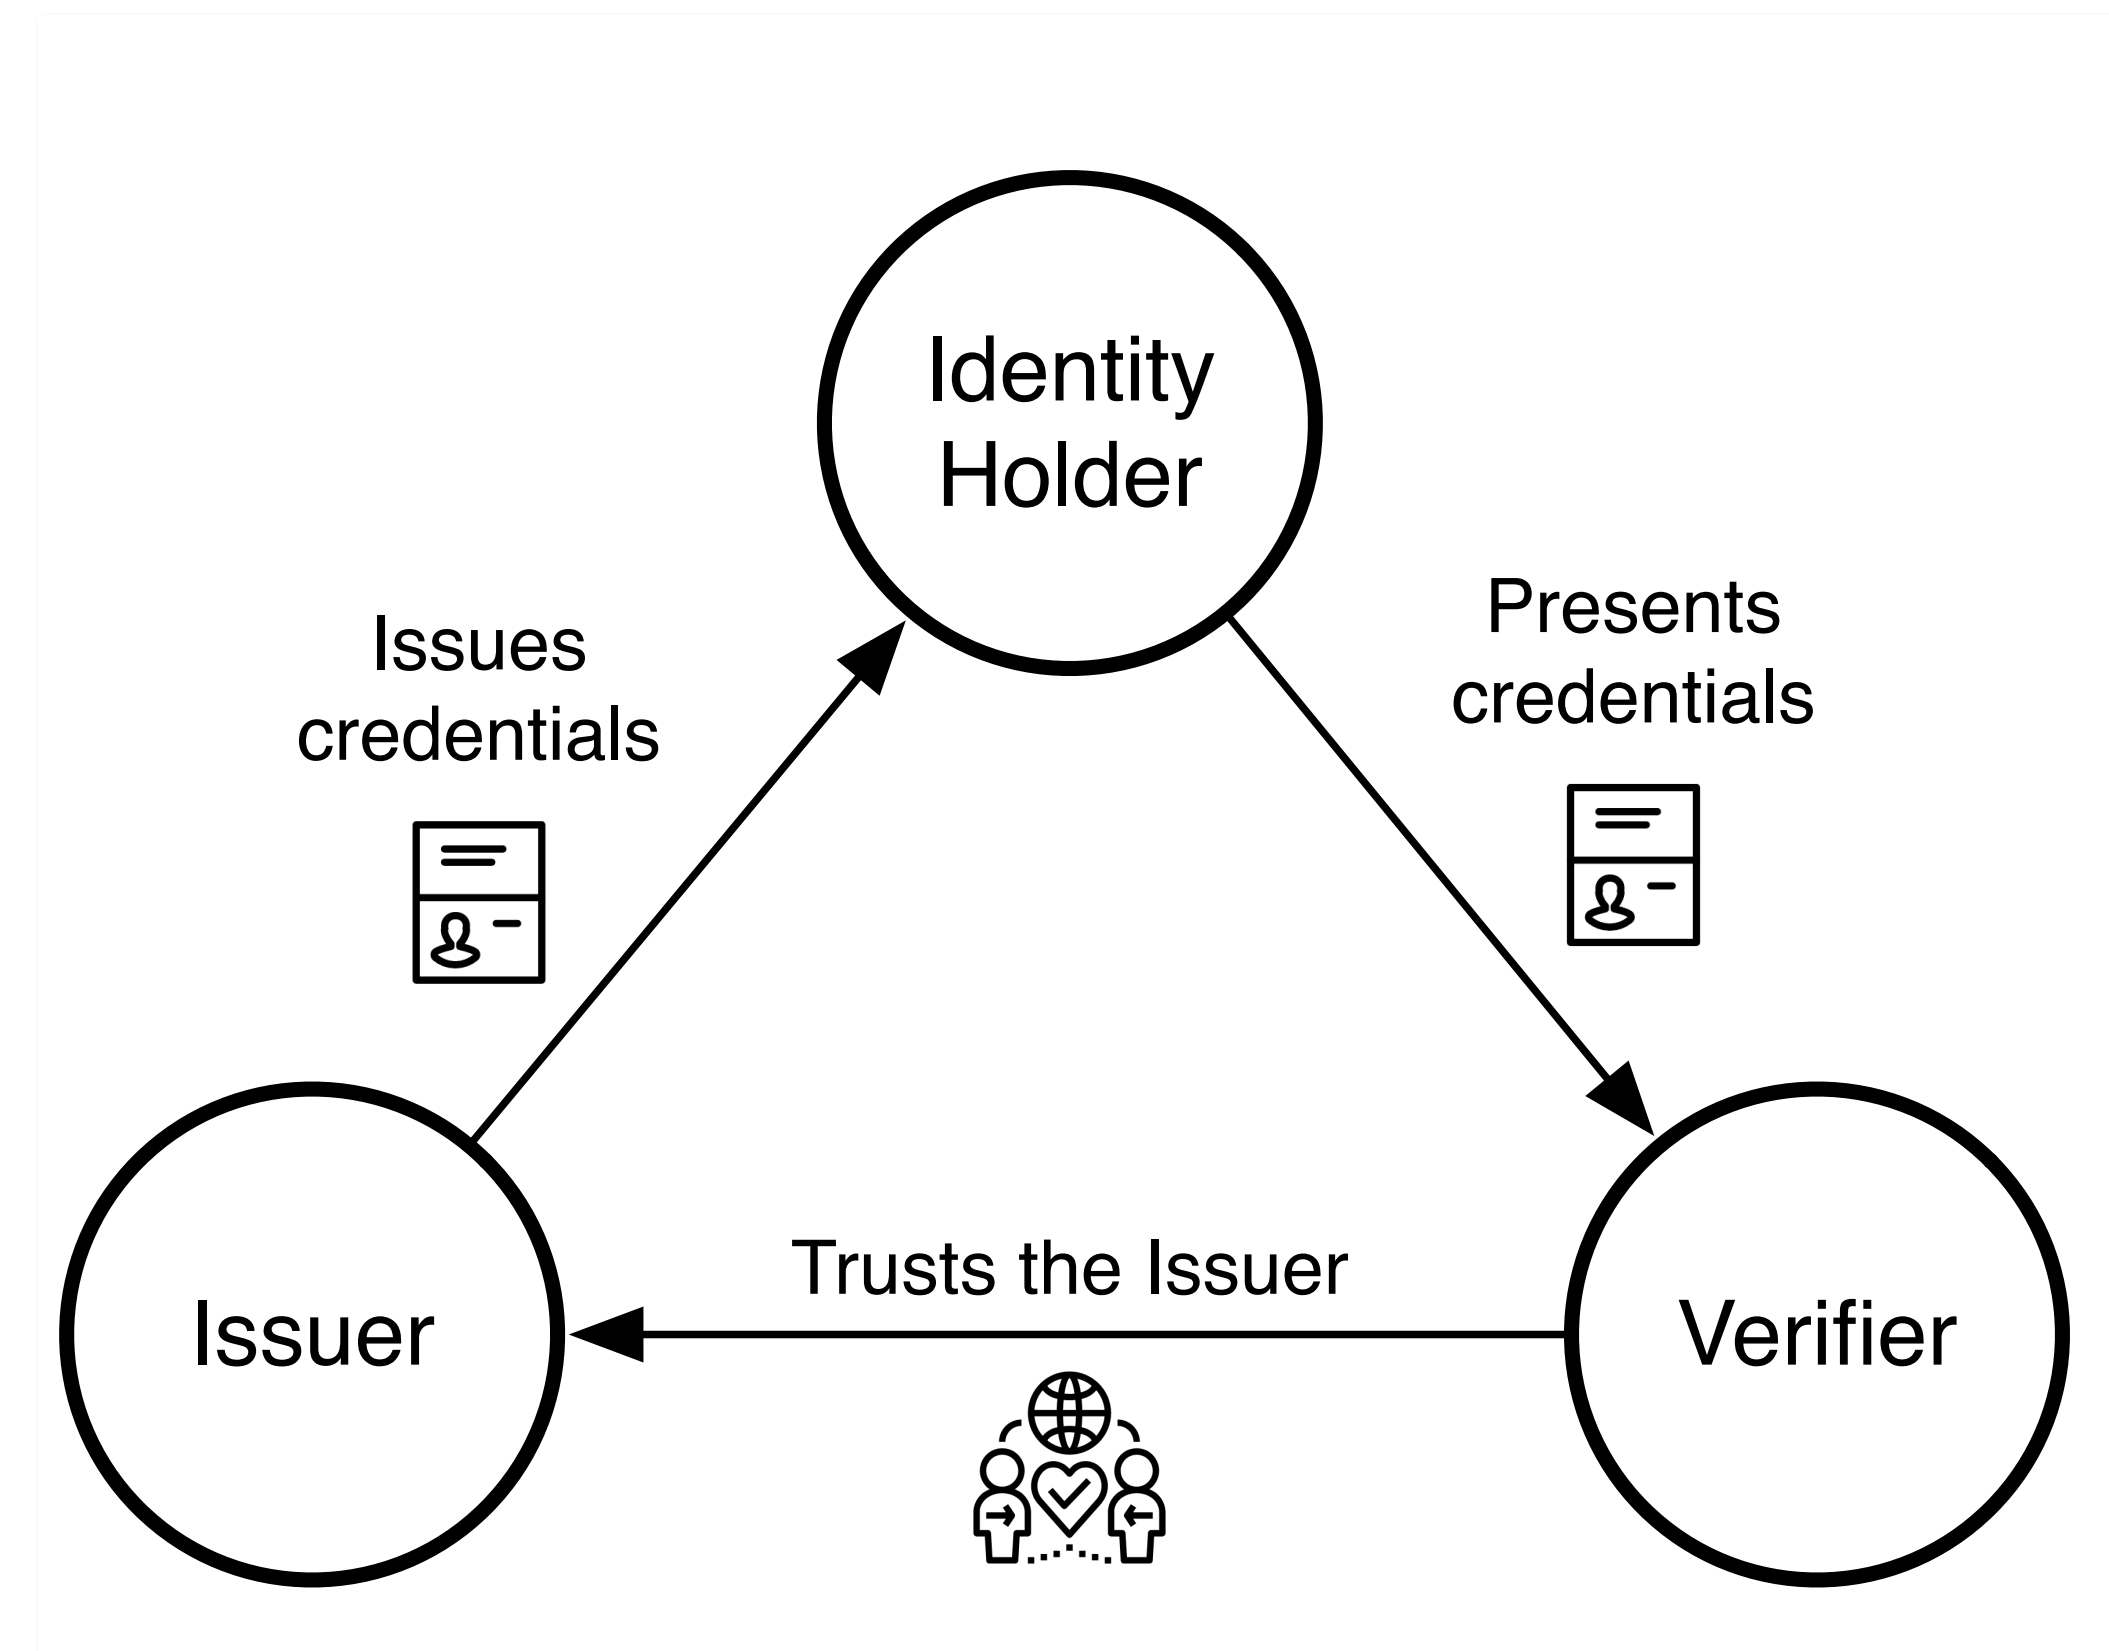 Identity
Holder
Issues
credentials
Presents
credentials
Trusts the Issuer
Issuer
Verifier